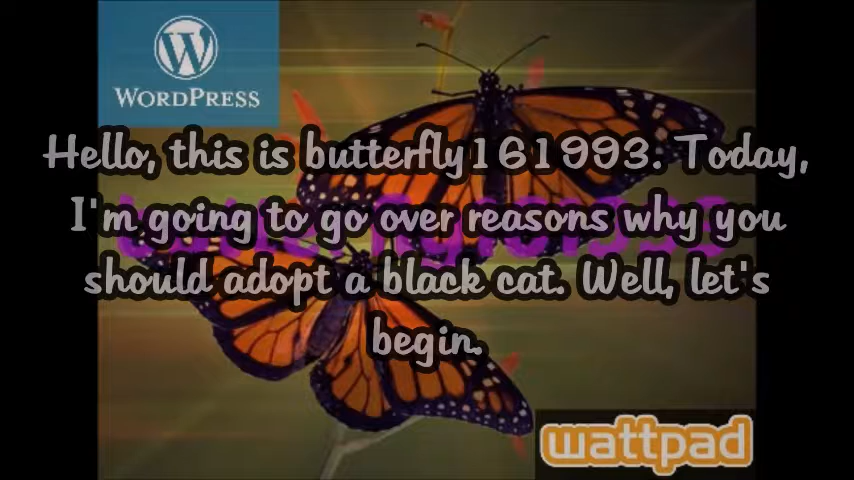 WORDPRESS
Hello, this is butterfly161993. Today,
I'm going to go over reasons why you
should adopt a black cat. Well, let's
begin.
wattpad